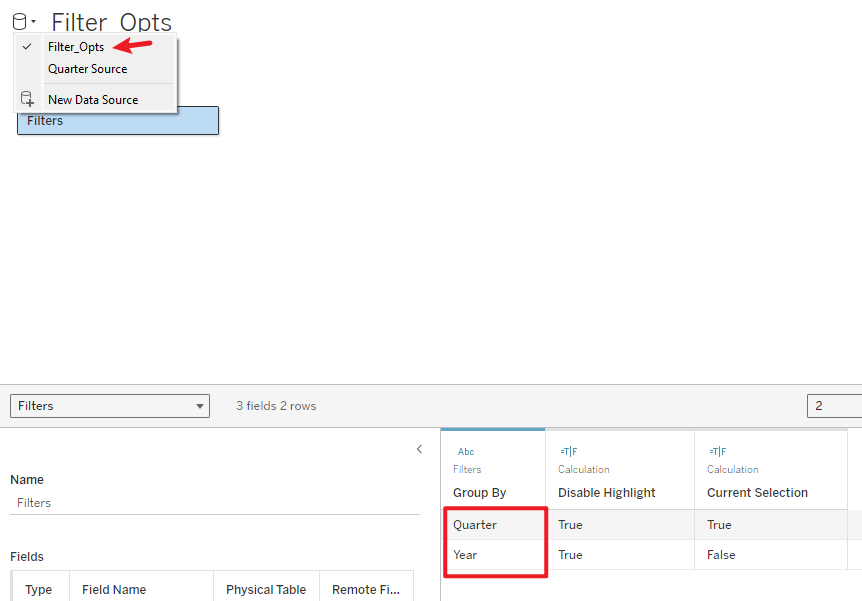 Filter_Opts
Filter_Opts
Quarter Source
New Data Source
Filters
Filters
3 fields 2 rows
2
Name
Filters
Fields
Type Field Name Physical Table Remote Fi...
Abc =T|F =T|F
Filters Calculation Calculation
Group By Disable Highlight Current Selection
Quarter True True
Year True False